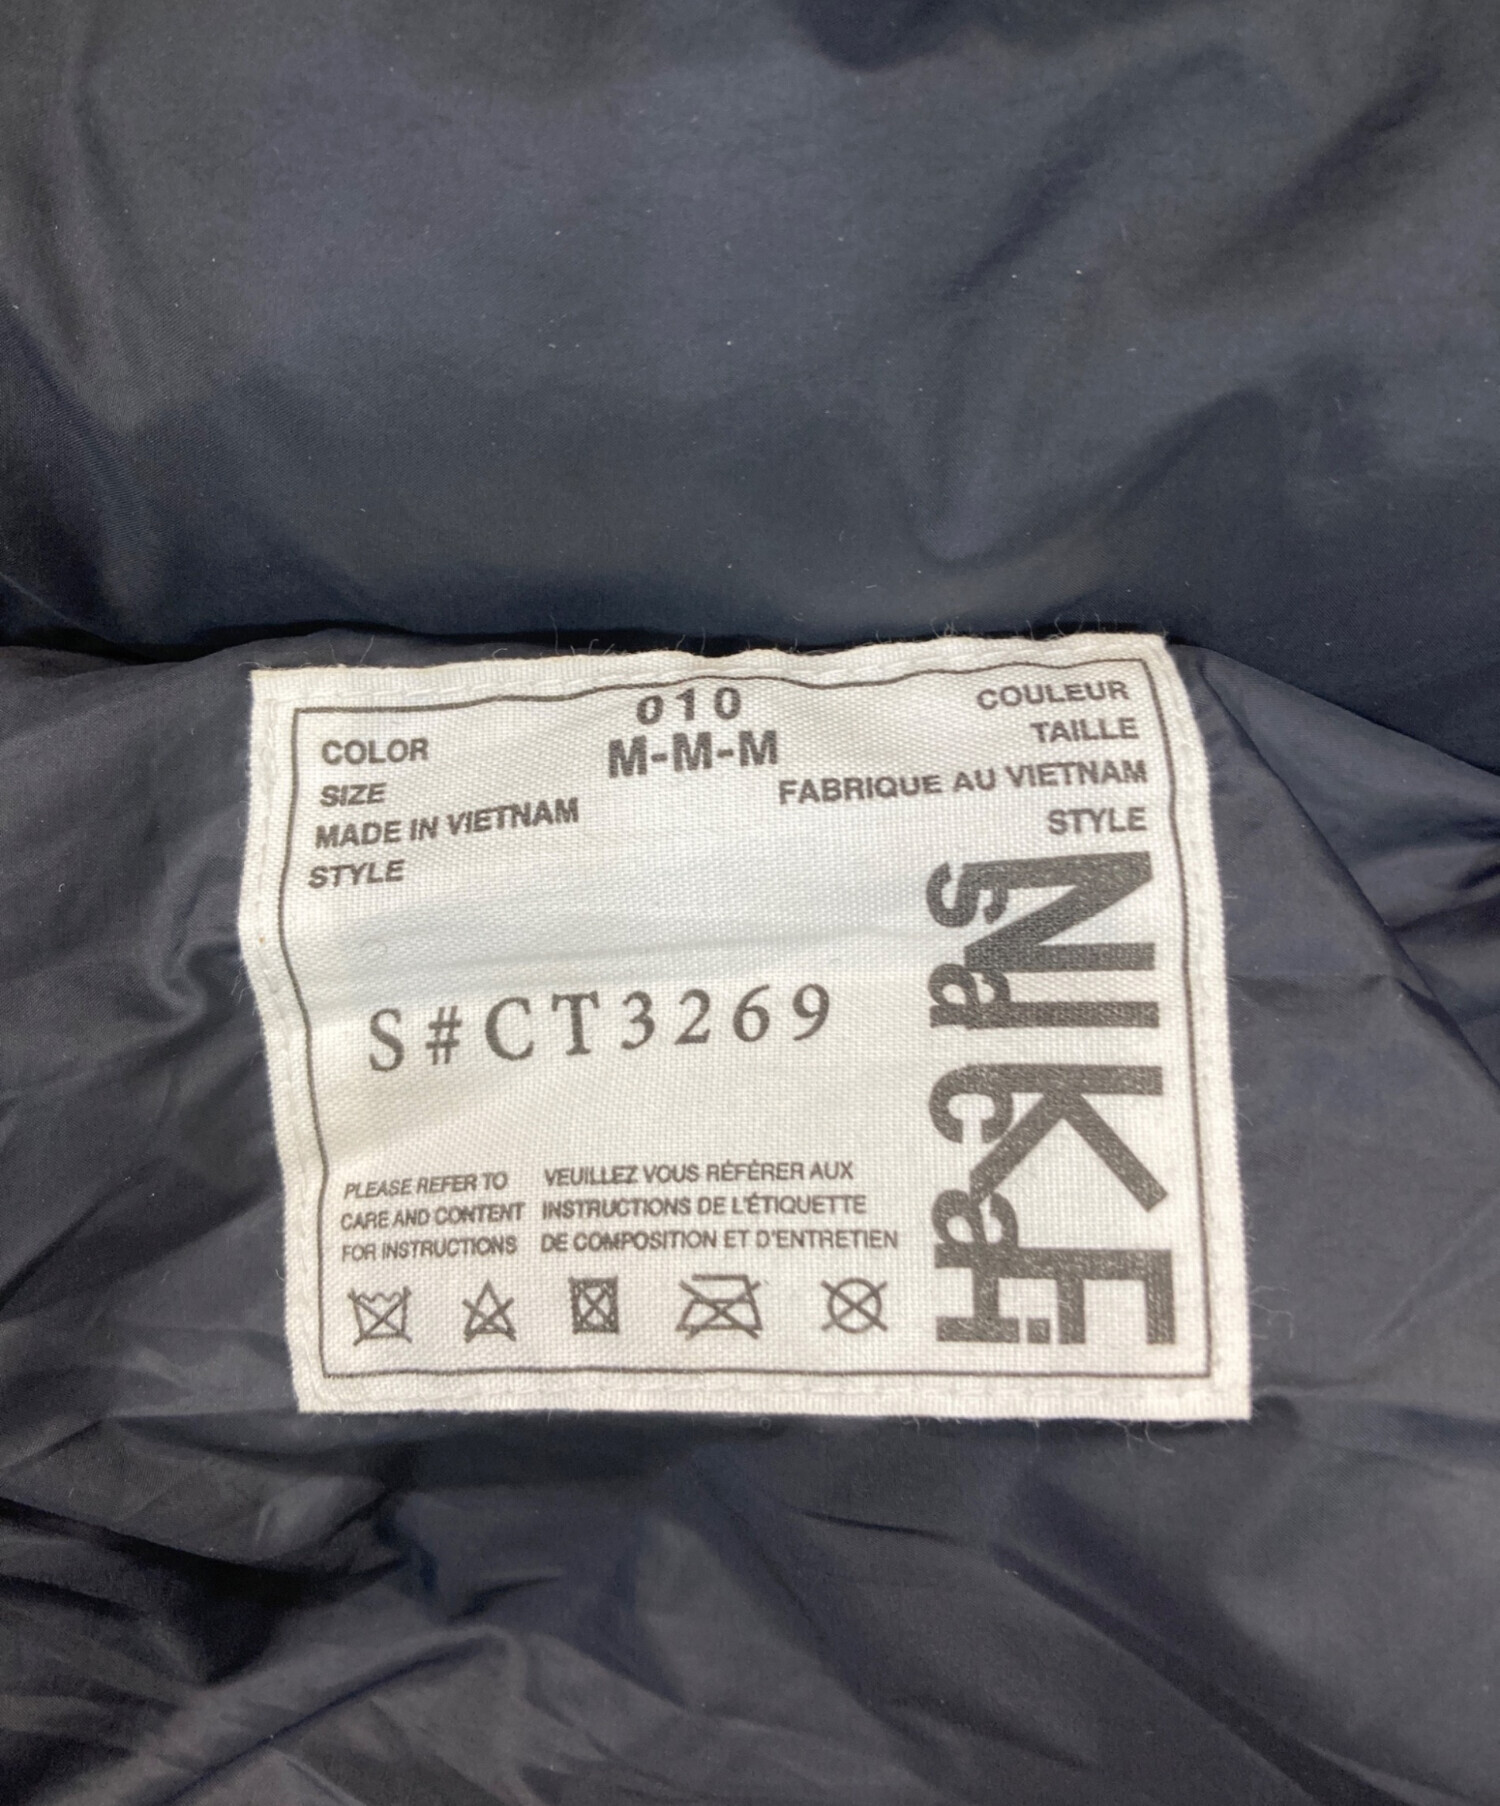 010
COLOR
COULEUR
M-M-M
SIZE
TAILLE
MADE IN VIETNAM
FABRIQUE AU VIETNAM
STYLE
STYLE
S#CT3269
PLEASE REFER TO
CARE AND CONTENT
FOR INSTRUCTIONS
VEUILLEZ VOUS RÉFÉRER AUX
INSTRUCTIONS DE L'ÉTIQUETTE
DE COMPOSITION ET D'ENTRETIEN
NIKE
sacai